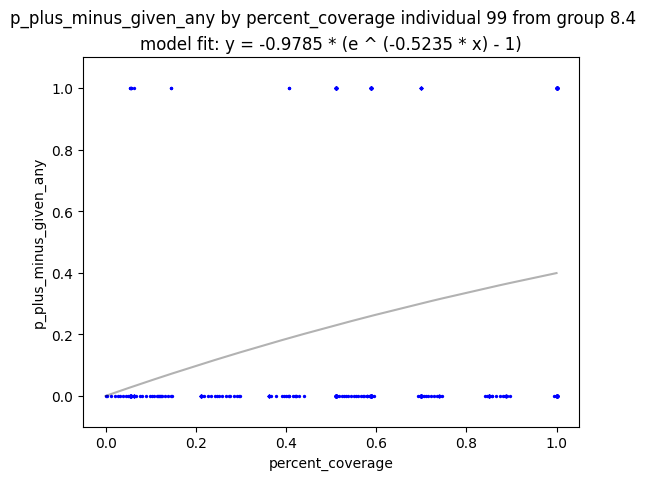 p_plus_minus_given_any by percent_coverage individual 99 from group 8.4
model fit: y = -0.9785 * (e ^ (-0.5235 * x) - 1)
1.0
0.8
0.6
0.4
0.2
0.0
p_plus_minus_given_any
0.0 0.2 0.4 0.6 0.8 1.0
percent_coverage